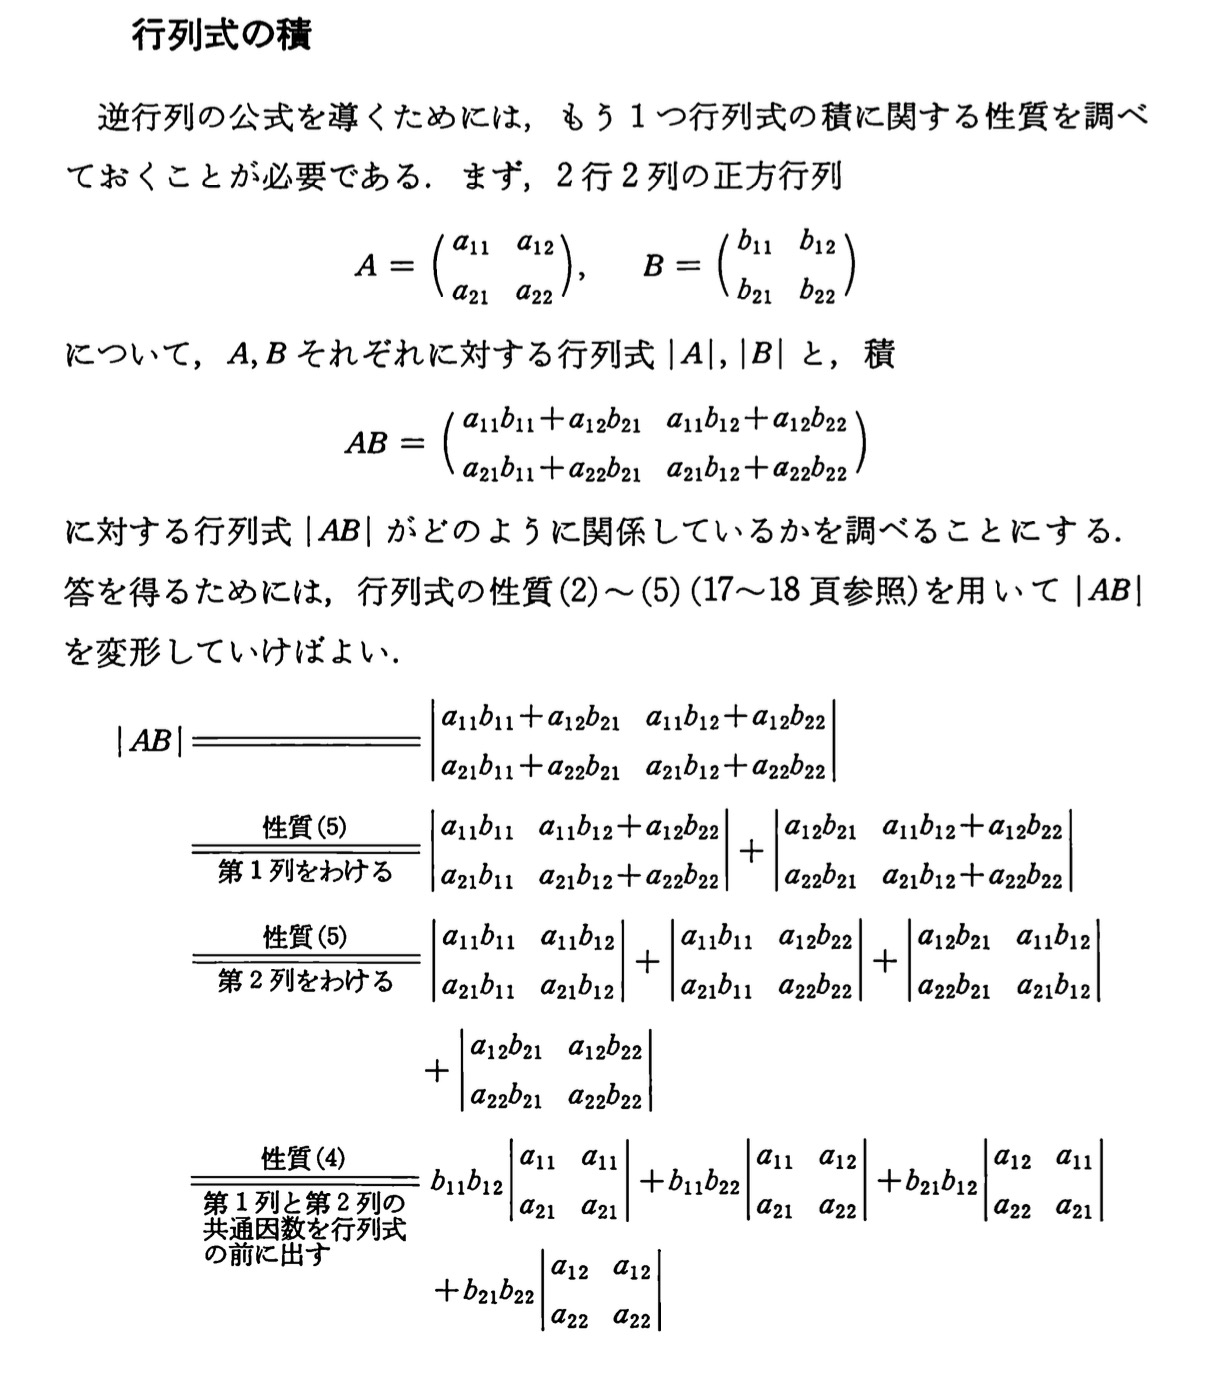 行列式の積
逆行列の公式を導くためには，もう1つ行列式の積に関する性質を調べ
ておくことが必要である．まず，2行2列の正方行列
A = \begin{pmatrix} a_{11} & a_{12} \\ a_{21} & a_{22} \end{pmatrix}, B = \begin{pmatrix} b_{11} & b_{12} \\ b_{21} & b_{22} \end{pmatrix}
について，A, B それぞれに対する行列式 |A|, |B| と，積
AB = \begin{pmatrix} a_{11}b_{11}+a_{12}b_{21} & a_{11}b_{12}+a_{12}b_{22} \\ a_{21}b_{11}+a_{22}b_{21} & a_{21}b_{12}+a_{22}b_{22} \end{pmatrix}
に対する行列式 |AB| がどのように関係しているかを調べることにする．
答を得るためには，行列式の性質(2)～(5)(17～18頁参照)を用いて |AB|
を変形していけばよい．
|AB| = \begin{vmatrix} a_{11}b_{11}+a_{12}b_{21} & a_{11}b_{12}+a_{12}b_{22} \\ a_{21}b_{11}+a_{22}b_{21} & a_{21}b_{12}+a_{22}b_{22} \end{vmatrix}
性質(5)
第1列をわける
= \begin{vmatrix} a_{11}b_{11} & a_{11}b_{12}+a_{12}b_{22} \\ a_{21}b_{11} & a_{21}b_{12}+a_{22}b_{22} \end{vmatrix} + \begin{vmatrix} a_{12}b_{21} & a_{11}b_{12}+a_{12}b_{22} \\ a_{22}b_{21} & a_{21}b_{12}+a_{22}b_{22} \end{vmatrix}
性質(5)
第2列をわける
= \begin{vmatrix} a_{11}b_{11} & a_{11}b_{12} \\ a_{21}b_{11} & a_{21}b_{12} \end{vmatrix} + \begin{vmatrix} a_{11}b_{11} & a_{12}b_{22} \\ a_{21}b_{11} & a_{22}b_{22} \end{vmatrix} + \begin{vmatrix} a_{12}b_{21} & a_{11}b_{12} \\ a_{22}b_{21} & a_{21}b_{12} \end{vmatrix}
+ \begin{vmatrix} a_{12}b_{21} & a_{12}b_{22} \\ a_{22}b_{21} & a_{22}b_{22} \end{vmatrix}
性質(4)
第1列と第2列の
共通因数を行列式
の前に出す
= b_{11}b_{12} \begin{vmatrix} a_{11} & a_{11} \\ a_{21} & a_{21} \end{vmatrix} + b_{11}b_{22} \begin{vmatrix} a_{11} & a_{12} \\ a_{21} & a_{22} \end{vmatrix} + b_{21}b_{12} \begin{vmatrix} a_{12} & a_{11} \\ a_{22} & a_{21} \end{vmatrix}
+ b_{21}b_{22} \begin{vmatrix} a_{12} & a_{12} \\ a_{22} & a_{22} \end{vmatrix}